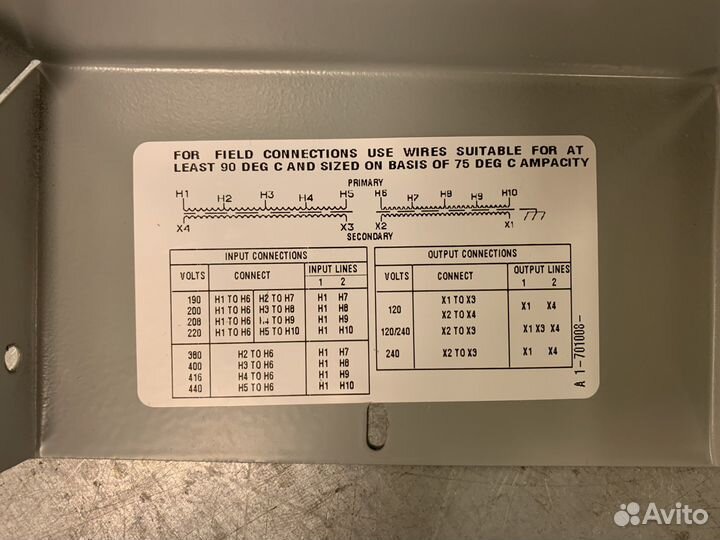 FOR FIELD CONNECTIONS USE WIRES SUITABLE FOR AT
LEAST 90 DEG C AND SIZED ON BASIS OF 75 DEG C AMPACITY
PRIMARY
H1 H2 H3 H4 H5 H6 H7 H8 H9 H10
X4 X3 X2 X1
SECONDARY
INPUT CONNECTIONS
VOLTS CONNECT INPUT LINES
1 2
190 H1 TO H6 H2 TO H7 H1 H7
200 H1 TO H6 H3 TO H8 H1 H8
208 H1 TO H6 H4 TO H9 H1 H9
220 H1 TO H6 H5 TO H10 H1 H10
380 H2 TO H6 H1 H7
400 H3 TO H6 H1 H8
416 H4 TO H6 H1 H9
440 H5 TO H6 H1 H10
OUTPUT CONNECTIONS
VOLTS CONNECT OUTPUT LINES
1 2
120 X1 TO X3 X1 X4
X2 TO X4
120/240 X2 TO X3 X1 X3 X4
240 X2 TO X3 X1 X4
A 1-701008-
Avito